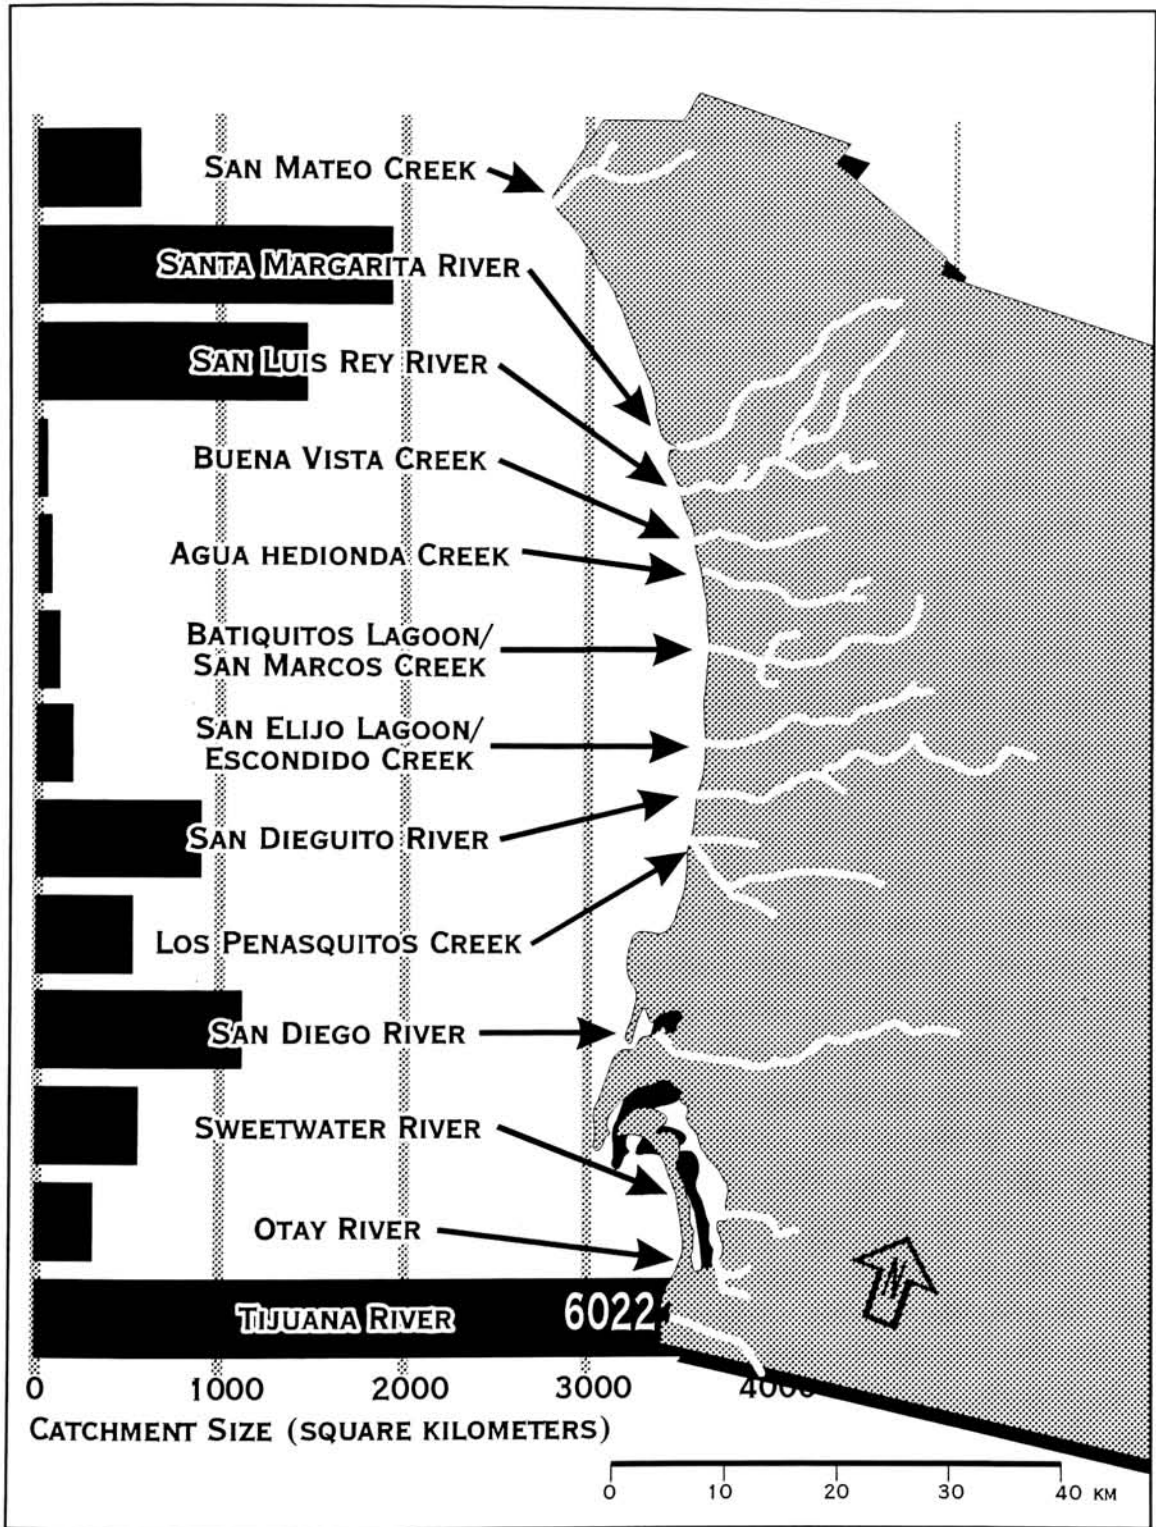 SAN MATEO CREEK
SANTA MARGARITA RIVER
SAN LUIS REY RIVER
BUENA VISTA CREEK
AGUA HEDIONDA CREEK
BATIQUITOS LAGOON/
SAN MARCOS CREEK
SAN ELIJO LAGOON/
ESCONDIDO CREEK
SAN DIEGUITO RIVER
LOS PENASQUITOS CREEK
SAN DIEGO RIVER
SWEETWATER RIVER
OTAY RIVER
N
TIJUANA RIVER 6022
0 1000 2000 3000 4000
CATCHMENT SIZE (SQUARE KILOMETERS)
0 10 20 30 40 KM